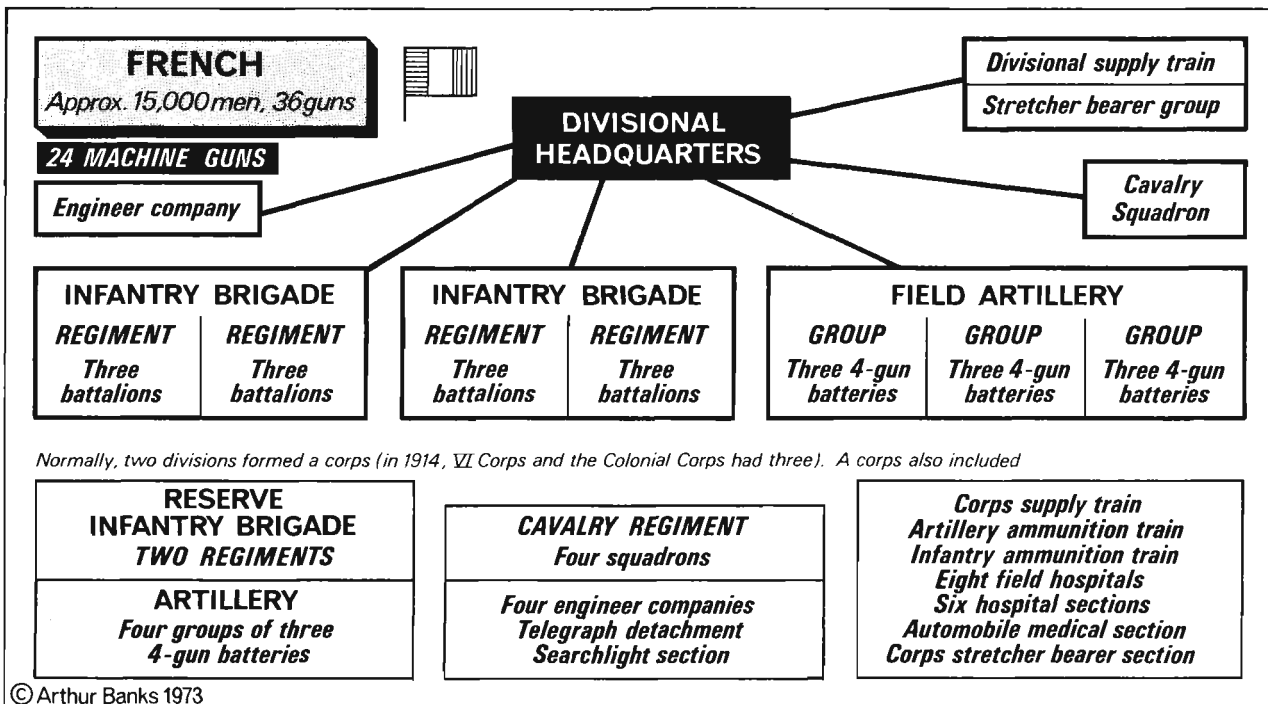 FRENCH
Approx. 15,000 men, 36 guns
24 MACHINE GUNS
Engineer company
DIVISIONAL
HEADQUARTERS
Divisional supply train
Stretcher bearer group
Cavalry
Squadron
INFANTRY BRIGADE
REGIMENT
Three
battalions
REGIMENT
Three
battalions
INFANTRY BRIGADE
REGIMENT
Three
battalions
REGIMENT
Three
battalions
FIELD ARTILLERY
GROUP
Three 4-gun
batteries
GROUP
Three 4-gun
batteries
GROUP
Three 4-gun
batteries
Normally, two divisions formed a corps (in 1914, VI Corps and the Colonial Corps had three). A corps also included
RESERVE
INFANTRY BRIGADE
TWO REGIMENTS
ARTILLERY
Four groups of three
4-gun batteries
CAVALRY REGIMENT
Four squadrons
Four engineer companies
Telegraph detachment
Searchlight section
Corps supply train
Artillery ammunition train
Infantry ammunition train
Eight field hospitals
Six hospital sections
Automobile medical section
Corps stretcher bearer section
© Arthur Banks 1973